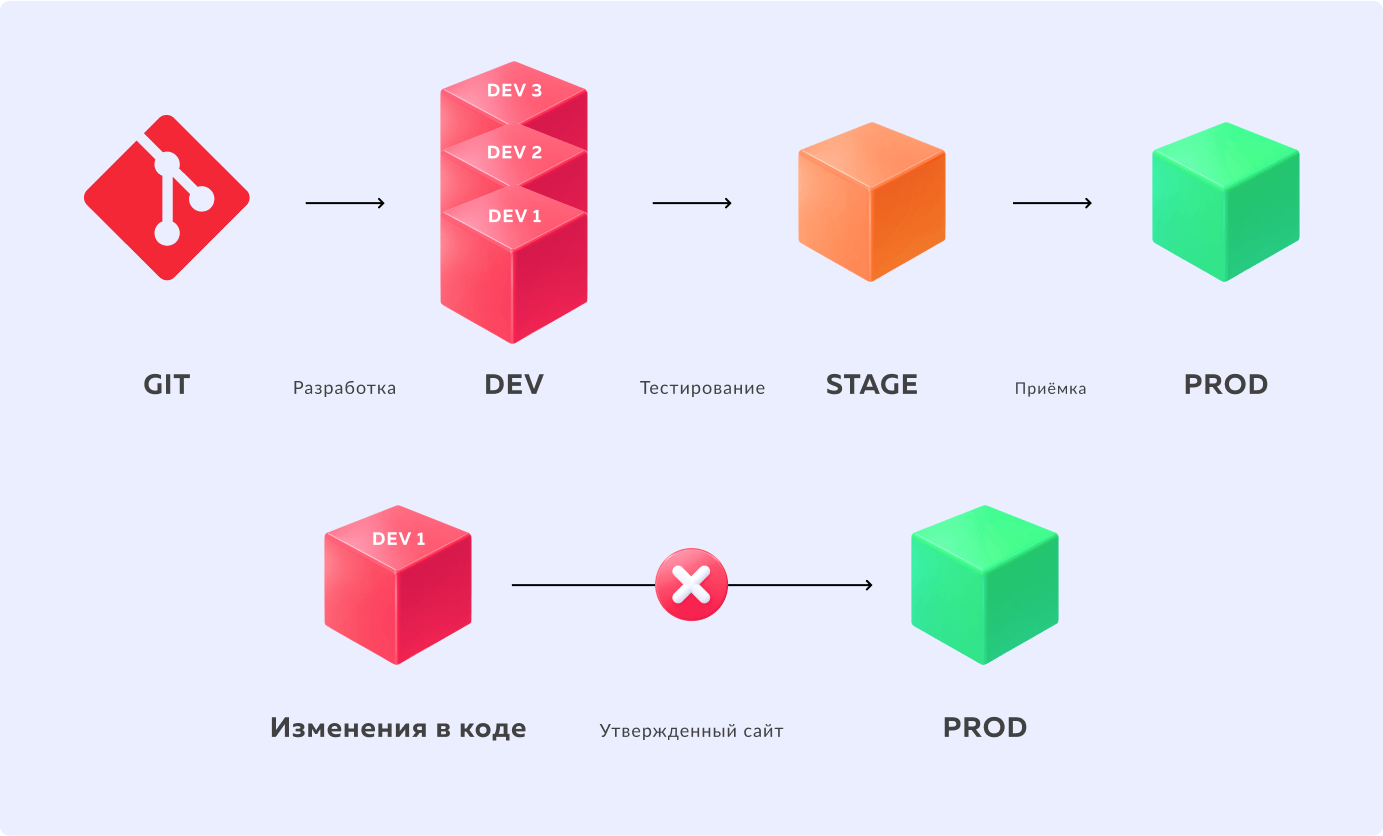 DEV 3
DEV 2
DEV 1
GIT
Разработка
DEV
Тестирование
STAGE
Приёмка
PROD
DEV 1
Изменения в коде
Утвержденный сайт
PROD